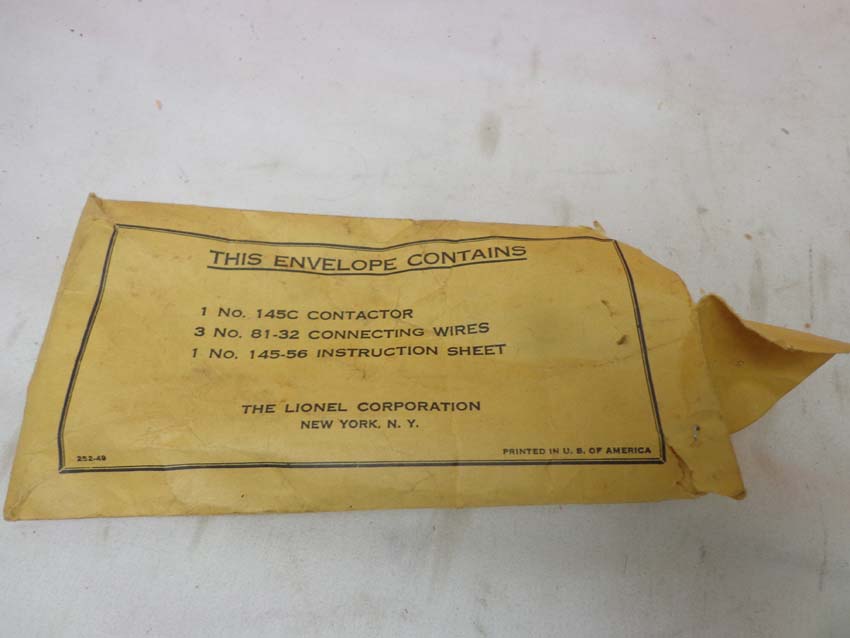 THIS ENVELOPE CONTAINS
1 No. 145C CONTACTOR
3 No. 81-32 CONNECTING WIRES
1 No. 145-56 INSTRUCTION SHEET
THE LIONEL CORPORATION
NEW YORK, N. Y.
252-49
PRINTED IN U. S. OF AMERICA